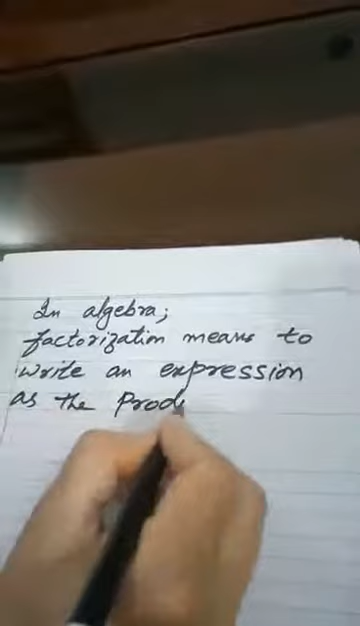 In algebra;
factorization means to
write an expression
as the Prod